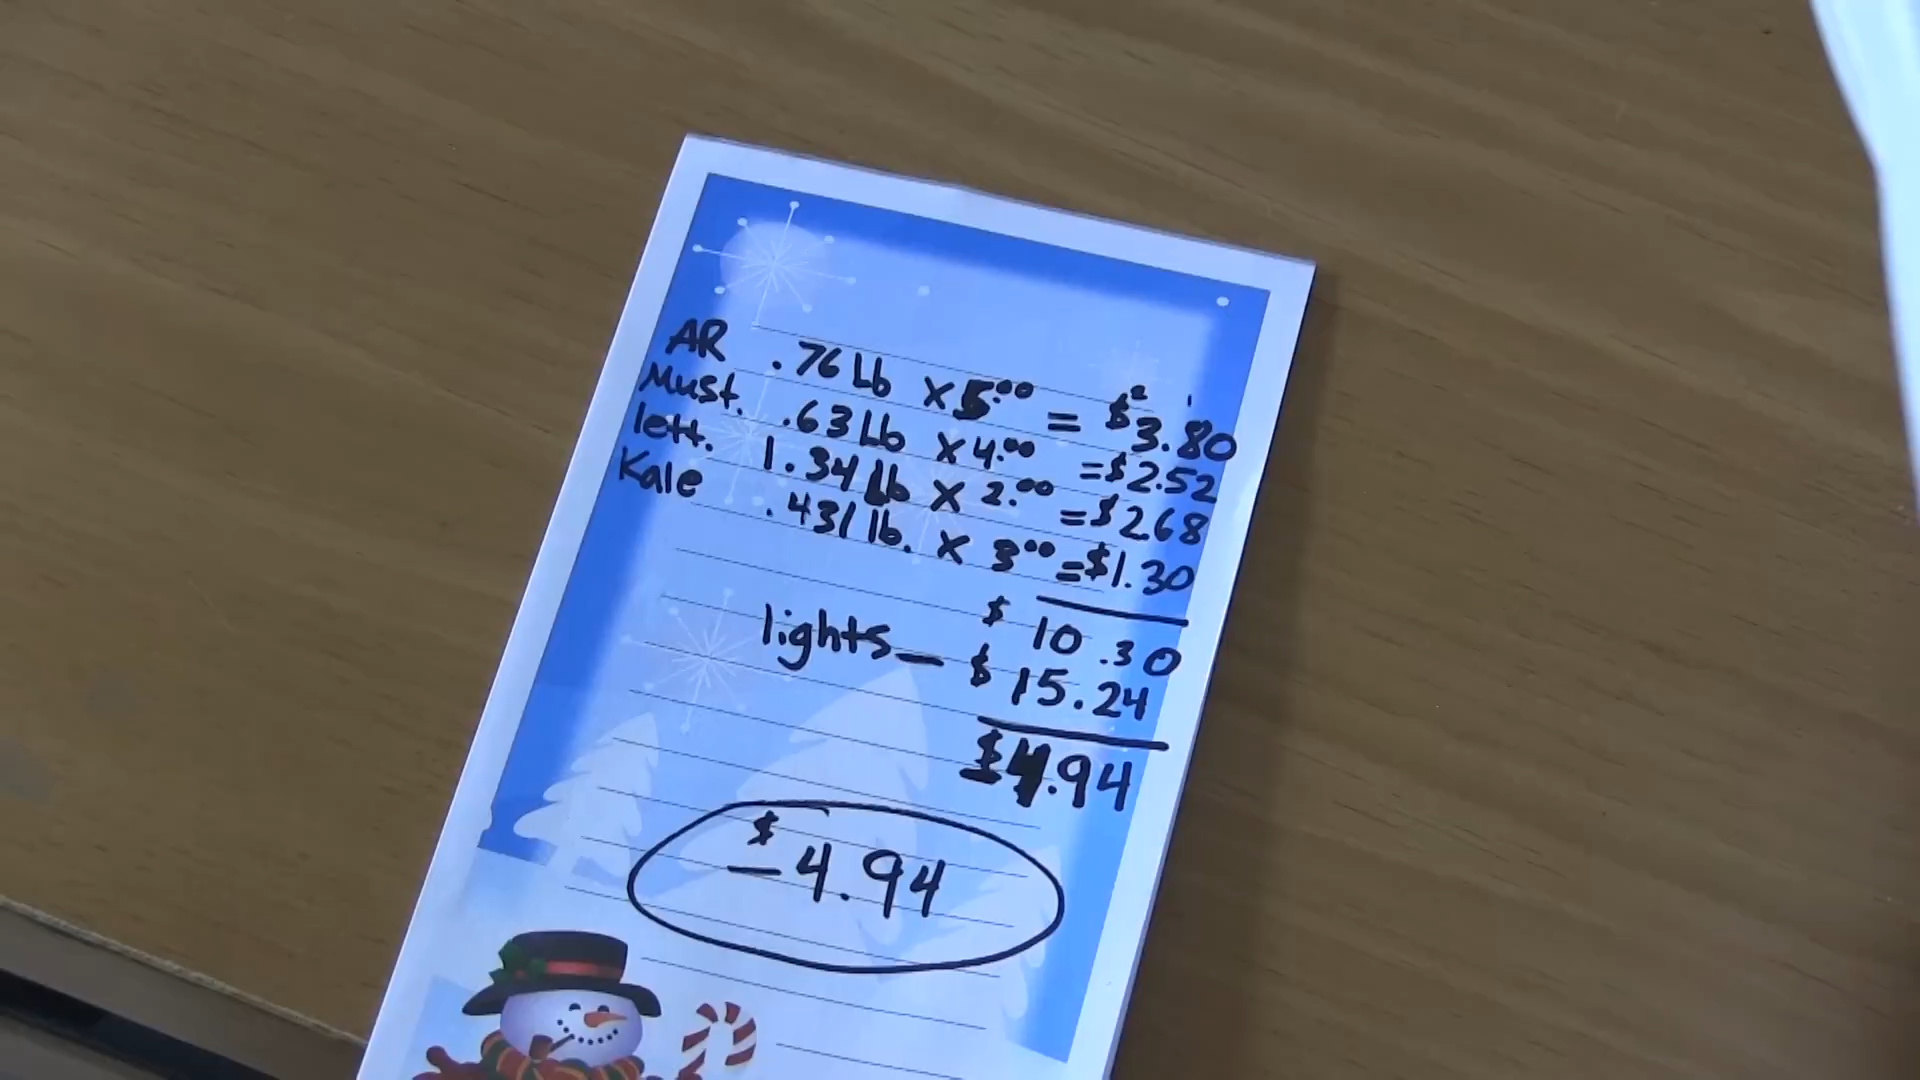 AR .76 Lb x 5.00 = $3.80
Must. .63 Lb x 4.00 = $2.52
lett. 1.34 Lb x 2.00 = $2.68
Kale .431 lb. x 3 00 = $1.30
$ 10.30
lights — $ 15.24
$4.94
$ -4.94